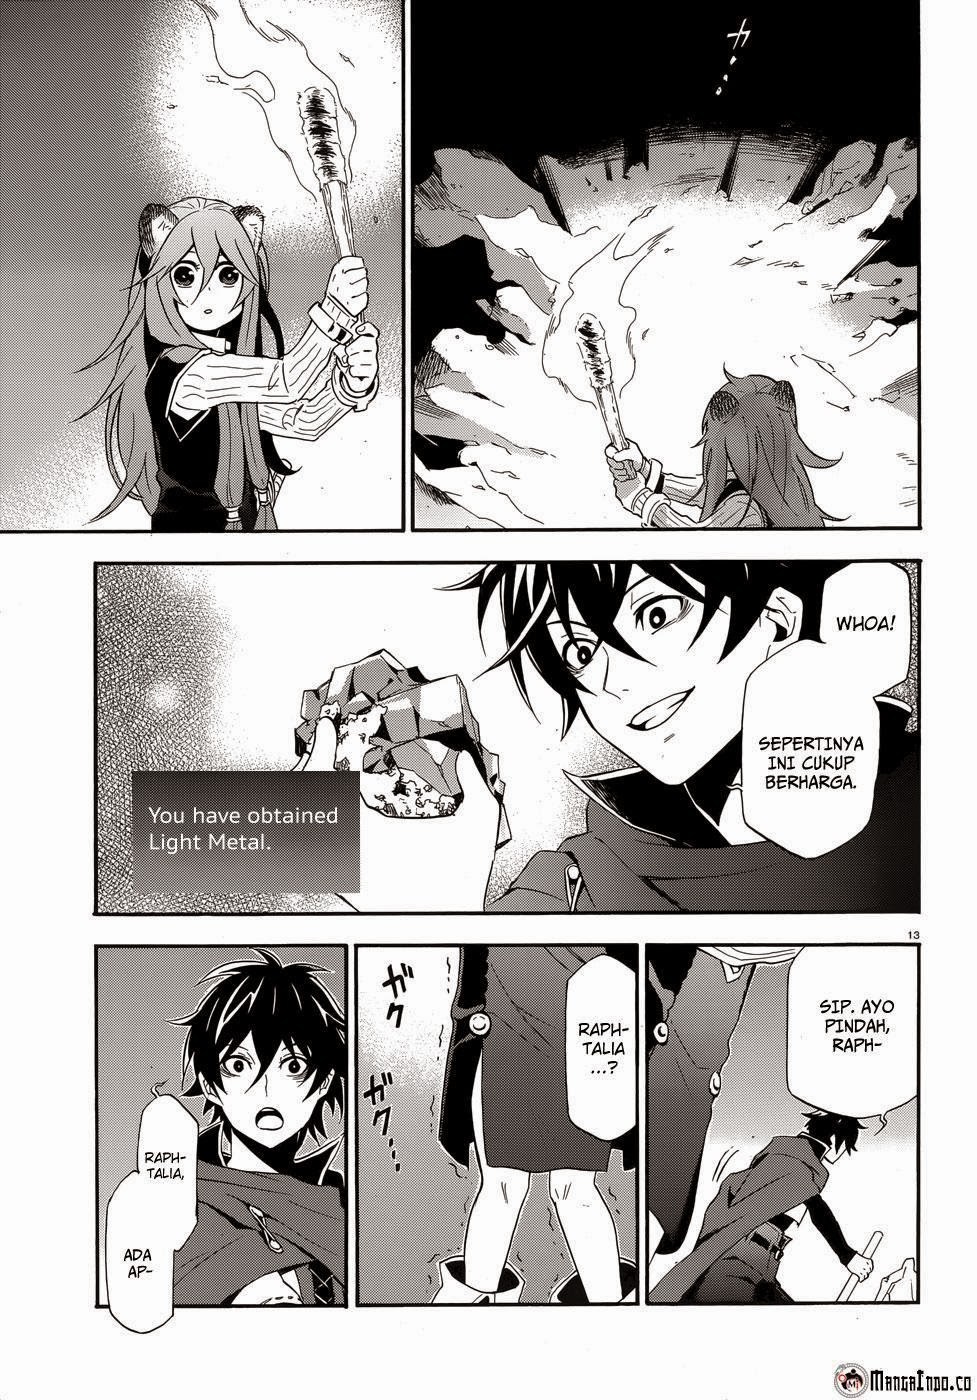 カ
・
・
・
WHOA!
SEPERTINYA
INI CUKUP
BERHARGA.
You have obtained
Light Metal.
13
SIP. AYO
PINDAH,
RAPH-
RAPH-
TALIA
...?
ガク
ガク
・
・
・
RAPH-
TALIA,
ADA
AP-
MangaIndo.co